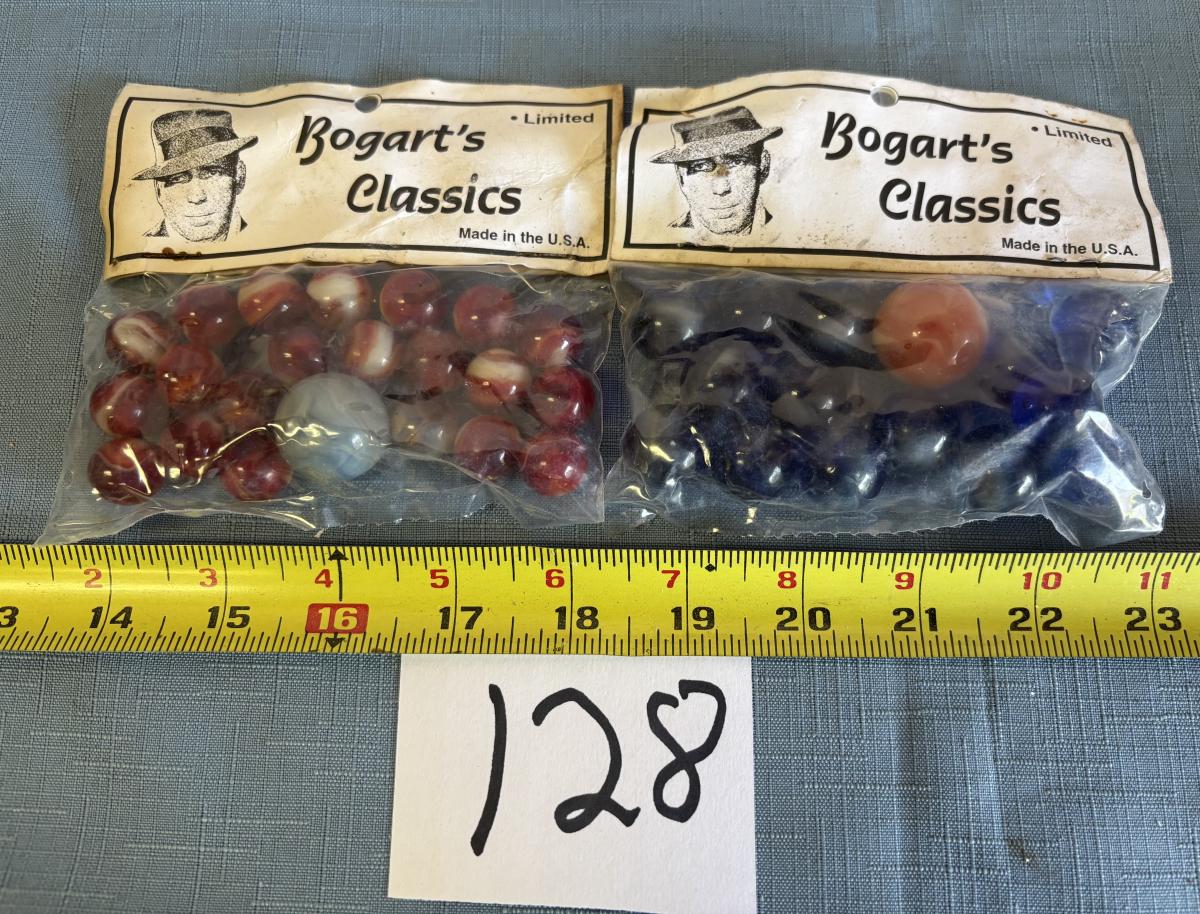 Bogart's
• Limited
Classics
Made in the U.S.A.
Bogart's
• Limited
Classics
Made in the U.S.A.
2 3 4 5 6 7 8 9 10 11
3 14 15 16 17 18 19 20 21 22 23
128